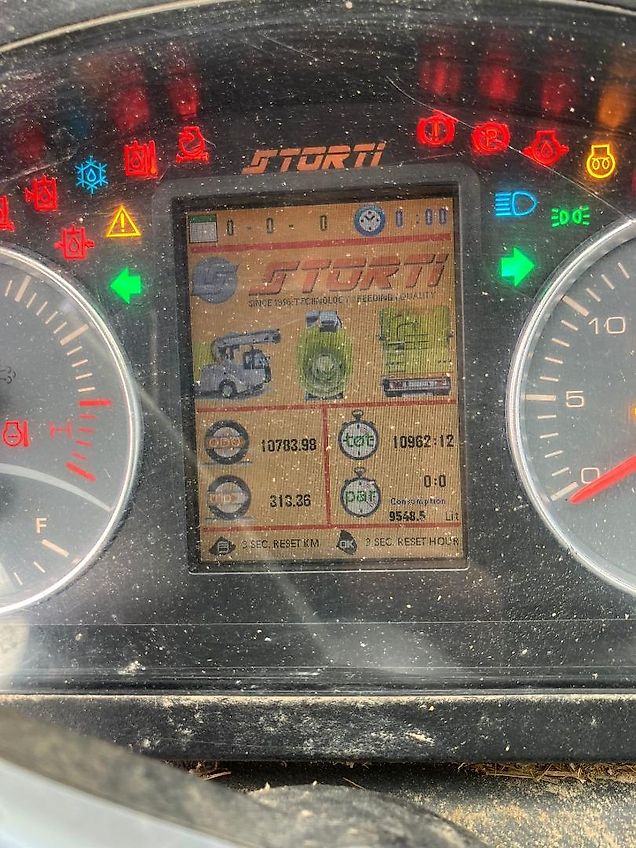 STORTI
0 - 0 - 0 0:00
STORTI
SINCE 1956: TECHNOLOGY FEEDING QUALITY
ODO 10783.98
tot 10962:12
313.36
par 0:0
Consumption
9548.5 Lit
3 SEC. RESET KM
OK 3 SEC. RESET HOUR
F
10
5
0